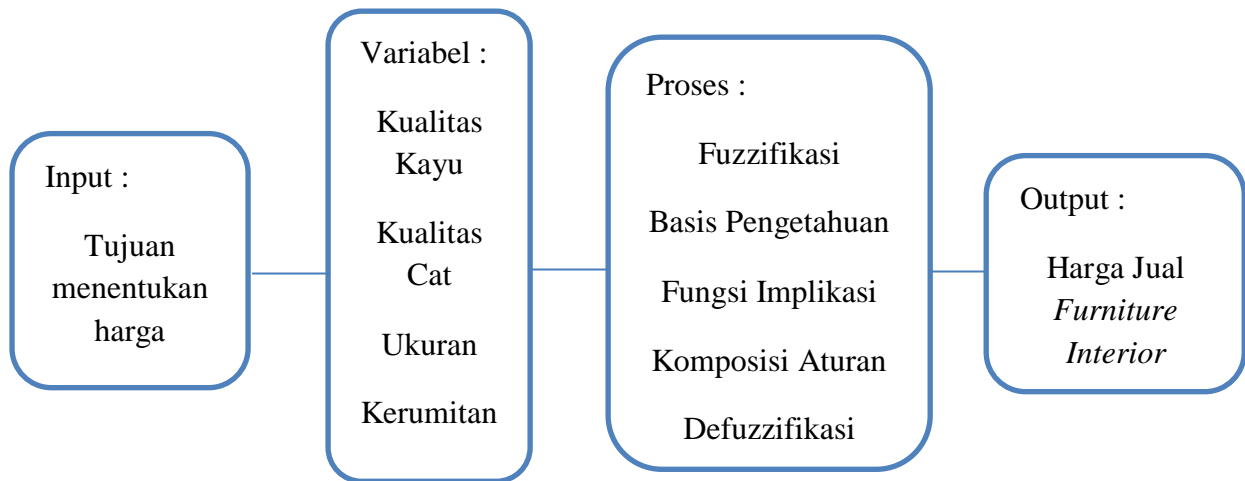 Input :
Tujuan
menentukan
harga
Variabel :
Kualitas
Kayu
Kualitas
Cat
Ukuran
Kerumitan
Proses :
Fuzzifikasi
Basis Pengetahuan
Fungsi Implikasi
Komposisi Aturan
Defuzzifikasi
Output :
Harga Jual
Furniture
Interior